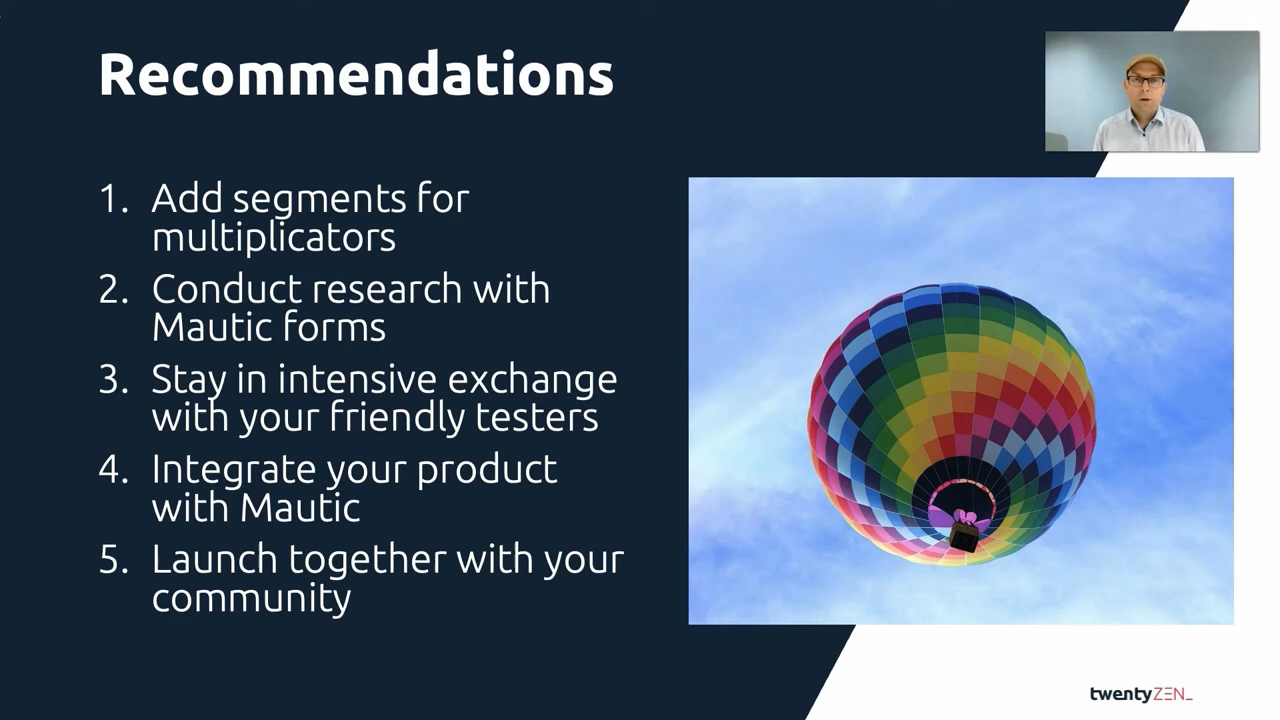 Recommendations
1. Add segments for
multiplicators
2. Conduct research with
Mautic forms
3. Stay in intensive exchange
with your friendly testers
4. Integrate your product
with Mautic
5. Launch together with your
community
twentyZEN_